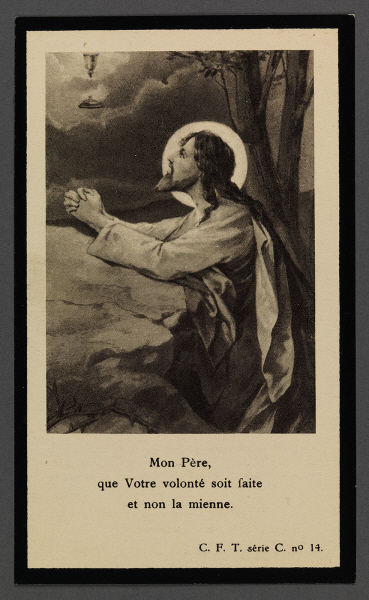 Mon Père,
que Votre volonté soit faite
et non la mienne.
C. F. T. série C. nº 14.